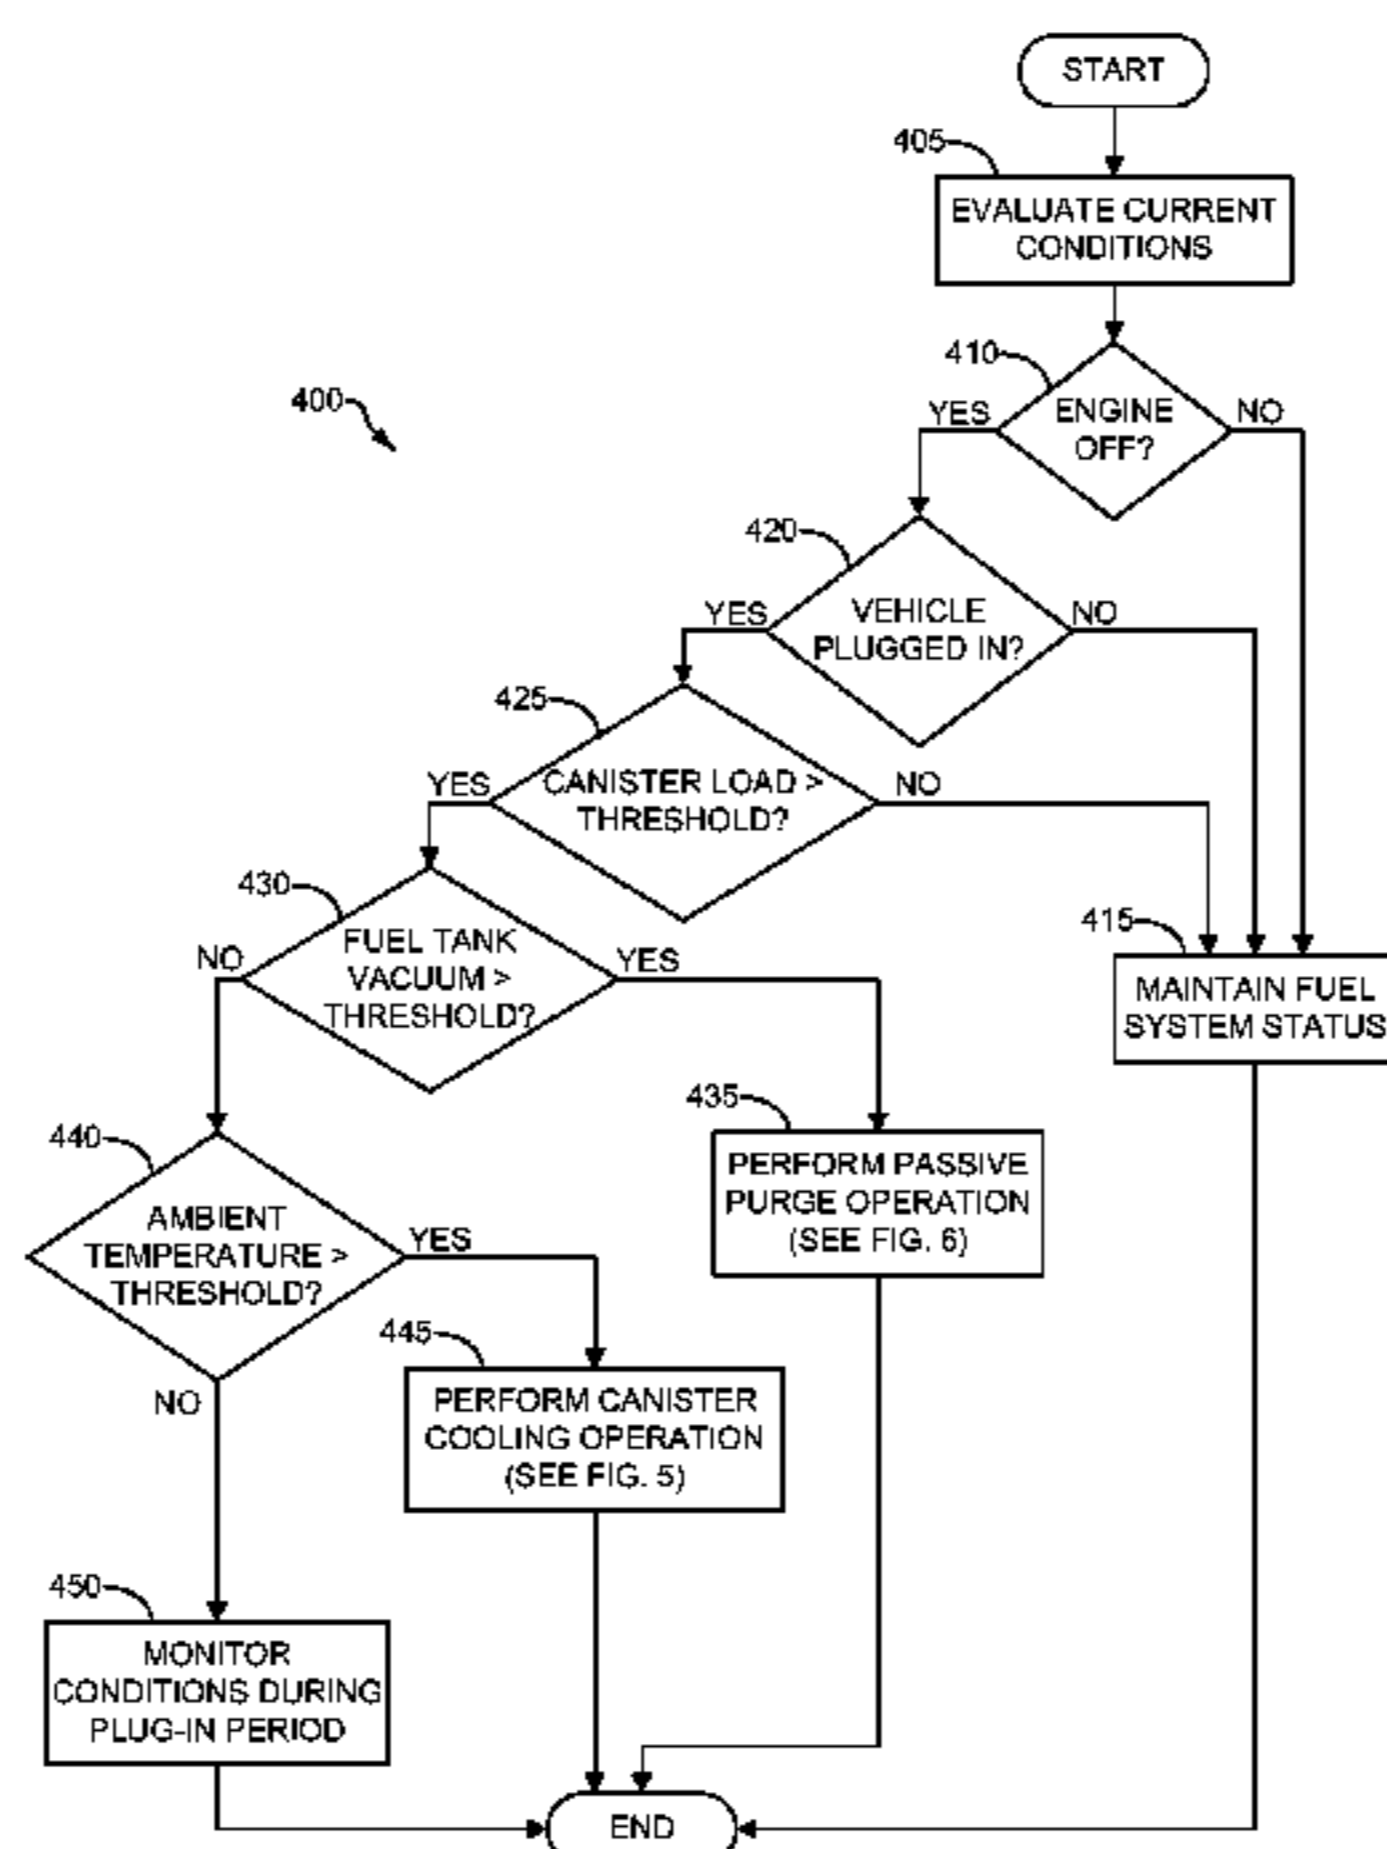 START
405
EVALUATE CURRENT
CONDITIONS
410
400
YES
ENGINE
OFF?
NO
420
YES
VEHICLE
PLUGGED IN?
NO
425
YES
CANISTER LOAD >
THRESHOLD?
NO
430
NO
FUEL TANK
VACUUM >
THRESHOLD?
YES
415
MAINTAIN FUEL
SYSTEM STATUS
435
PERFORM PASSIVE
PURGE OPERATION
(SEE FIG. 6)
440
AMBIENT
TEMPERATURE >
THRESHOLD?
YES
NO
445
PERFORM CANISTER
COOLING OPERATION
(SEE FIG. 5)
450
MONITOR
CONDITIONS DURING
PLUG-IN PERIOD
END